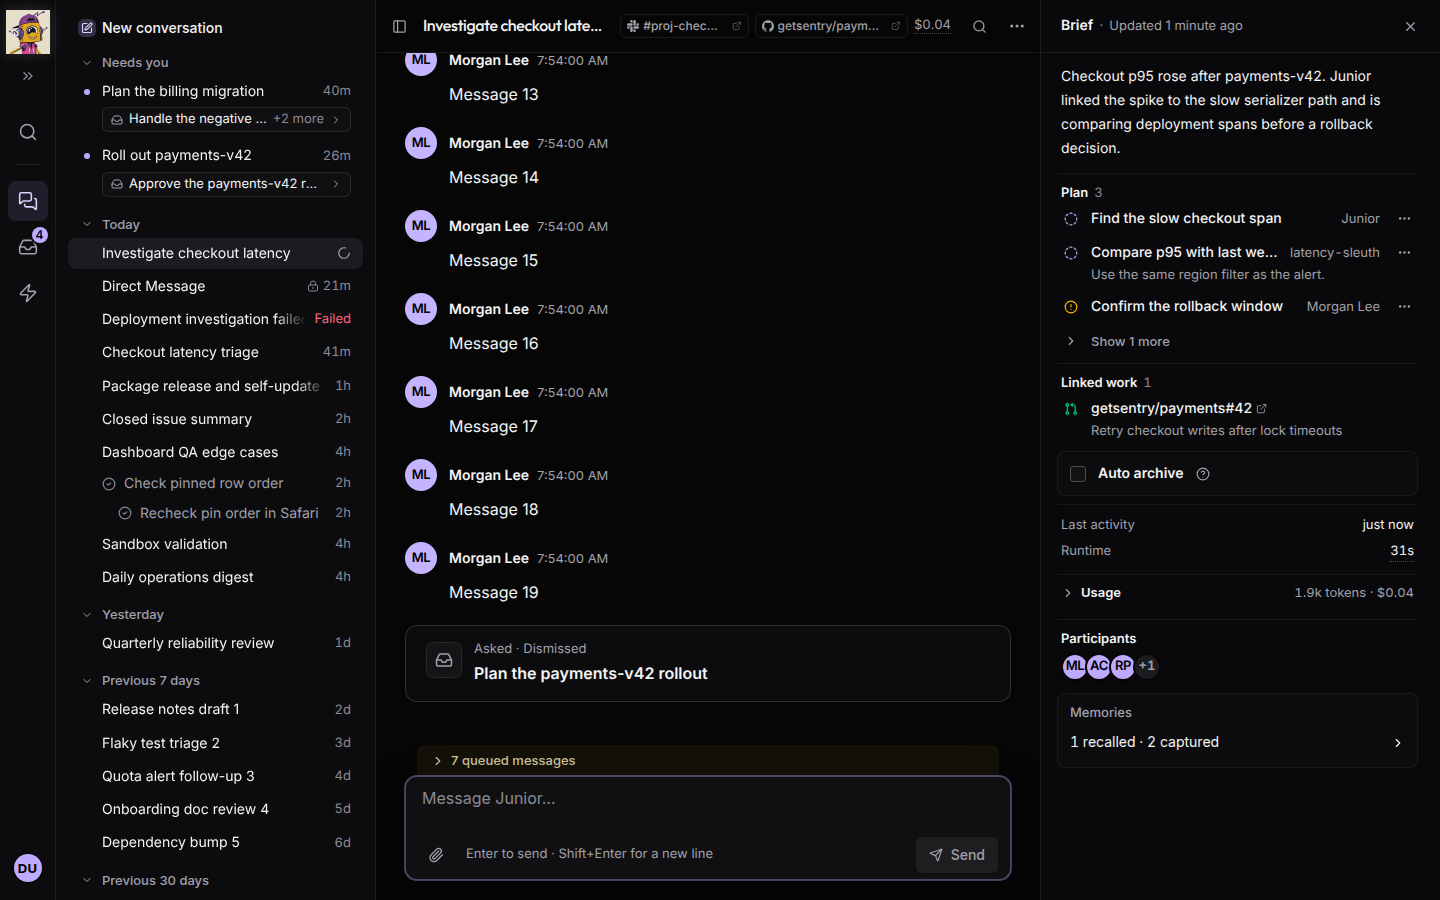 New conversation
Needs you
Plan the billing migration 40m
Handle the negative ... +2 more
Roll out payments-v42 26m
Approve the payments-v42 r...
Today
Investigate checkout latency
Direct Message 21m
Deployment investigation failed Failed
Checkout latency triage 41m
Package release and self-update 1h
Closed issue summary 2h
Dashboard QA edge cases 4h
Check pinned row order 2h
Recheck pin order in Safari 2h
Sandbox validation 4h
Daily operations digest 4h
Yesterday
Quarterly reliability review 1d
Previous 7 days
Release notes draft 1 2d
Flaky test triage 2 3d
Quota alert follow-up 3 4d
Onboarding doc review 4 5d
Dependency bump 5 6d
Previous 30 days
4
DU
Investigate checkout late... #proj-chec... getsentry/paym... $0.04
ML Morgan Lee 7:54:00 AM
Message 13
ML Morgan Lee 7:54:00 AM
Message 14
ML Morgan Lee 7:54:00 AM
Message 15
ML Morgan Lee 7:54:00 AM
Message 16
ML Morgan Lee 7:54:00 AM
Message 17
ML Morgan Lee 7:54:00 AM
Message 18
ML Morgan Lee 7:54:00 AM
Message 19
Asked · Dismissed
Plan the payments-v42 rollout
7 queued messages
Message Junior...
Enter to send · Shift+Enter for a new line
Send
Brief · Updated 1 minute ago
Checkout p95 rose after payments-v42. Junior
linked the spike to the slow serializer path and is
comparing deployment spans before a rollback
decision.
Plan 3
Find the slow checkout span Junior
Compare p95 with last we... latency-sleuth
Use the same region filter as the alert.
Confirm the rollback window Morgan Lee
Show 1 more
Linked work 1
getsentry/payments#42
Retry checkout writes after lock timeouts
Auto archive
Last activity just now
Runtime 31s
Usage 1.9k tokens · $0.04
Participants
ML AC RP +1
Memories
1 recalled · 2 captured